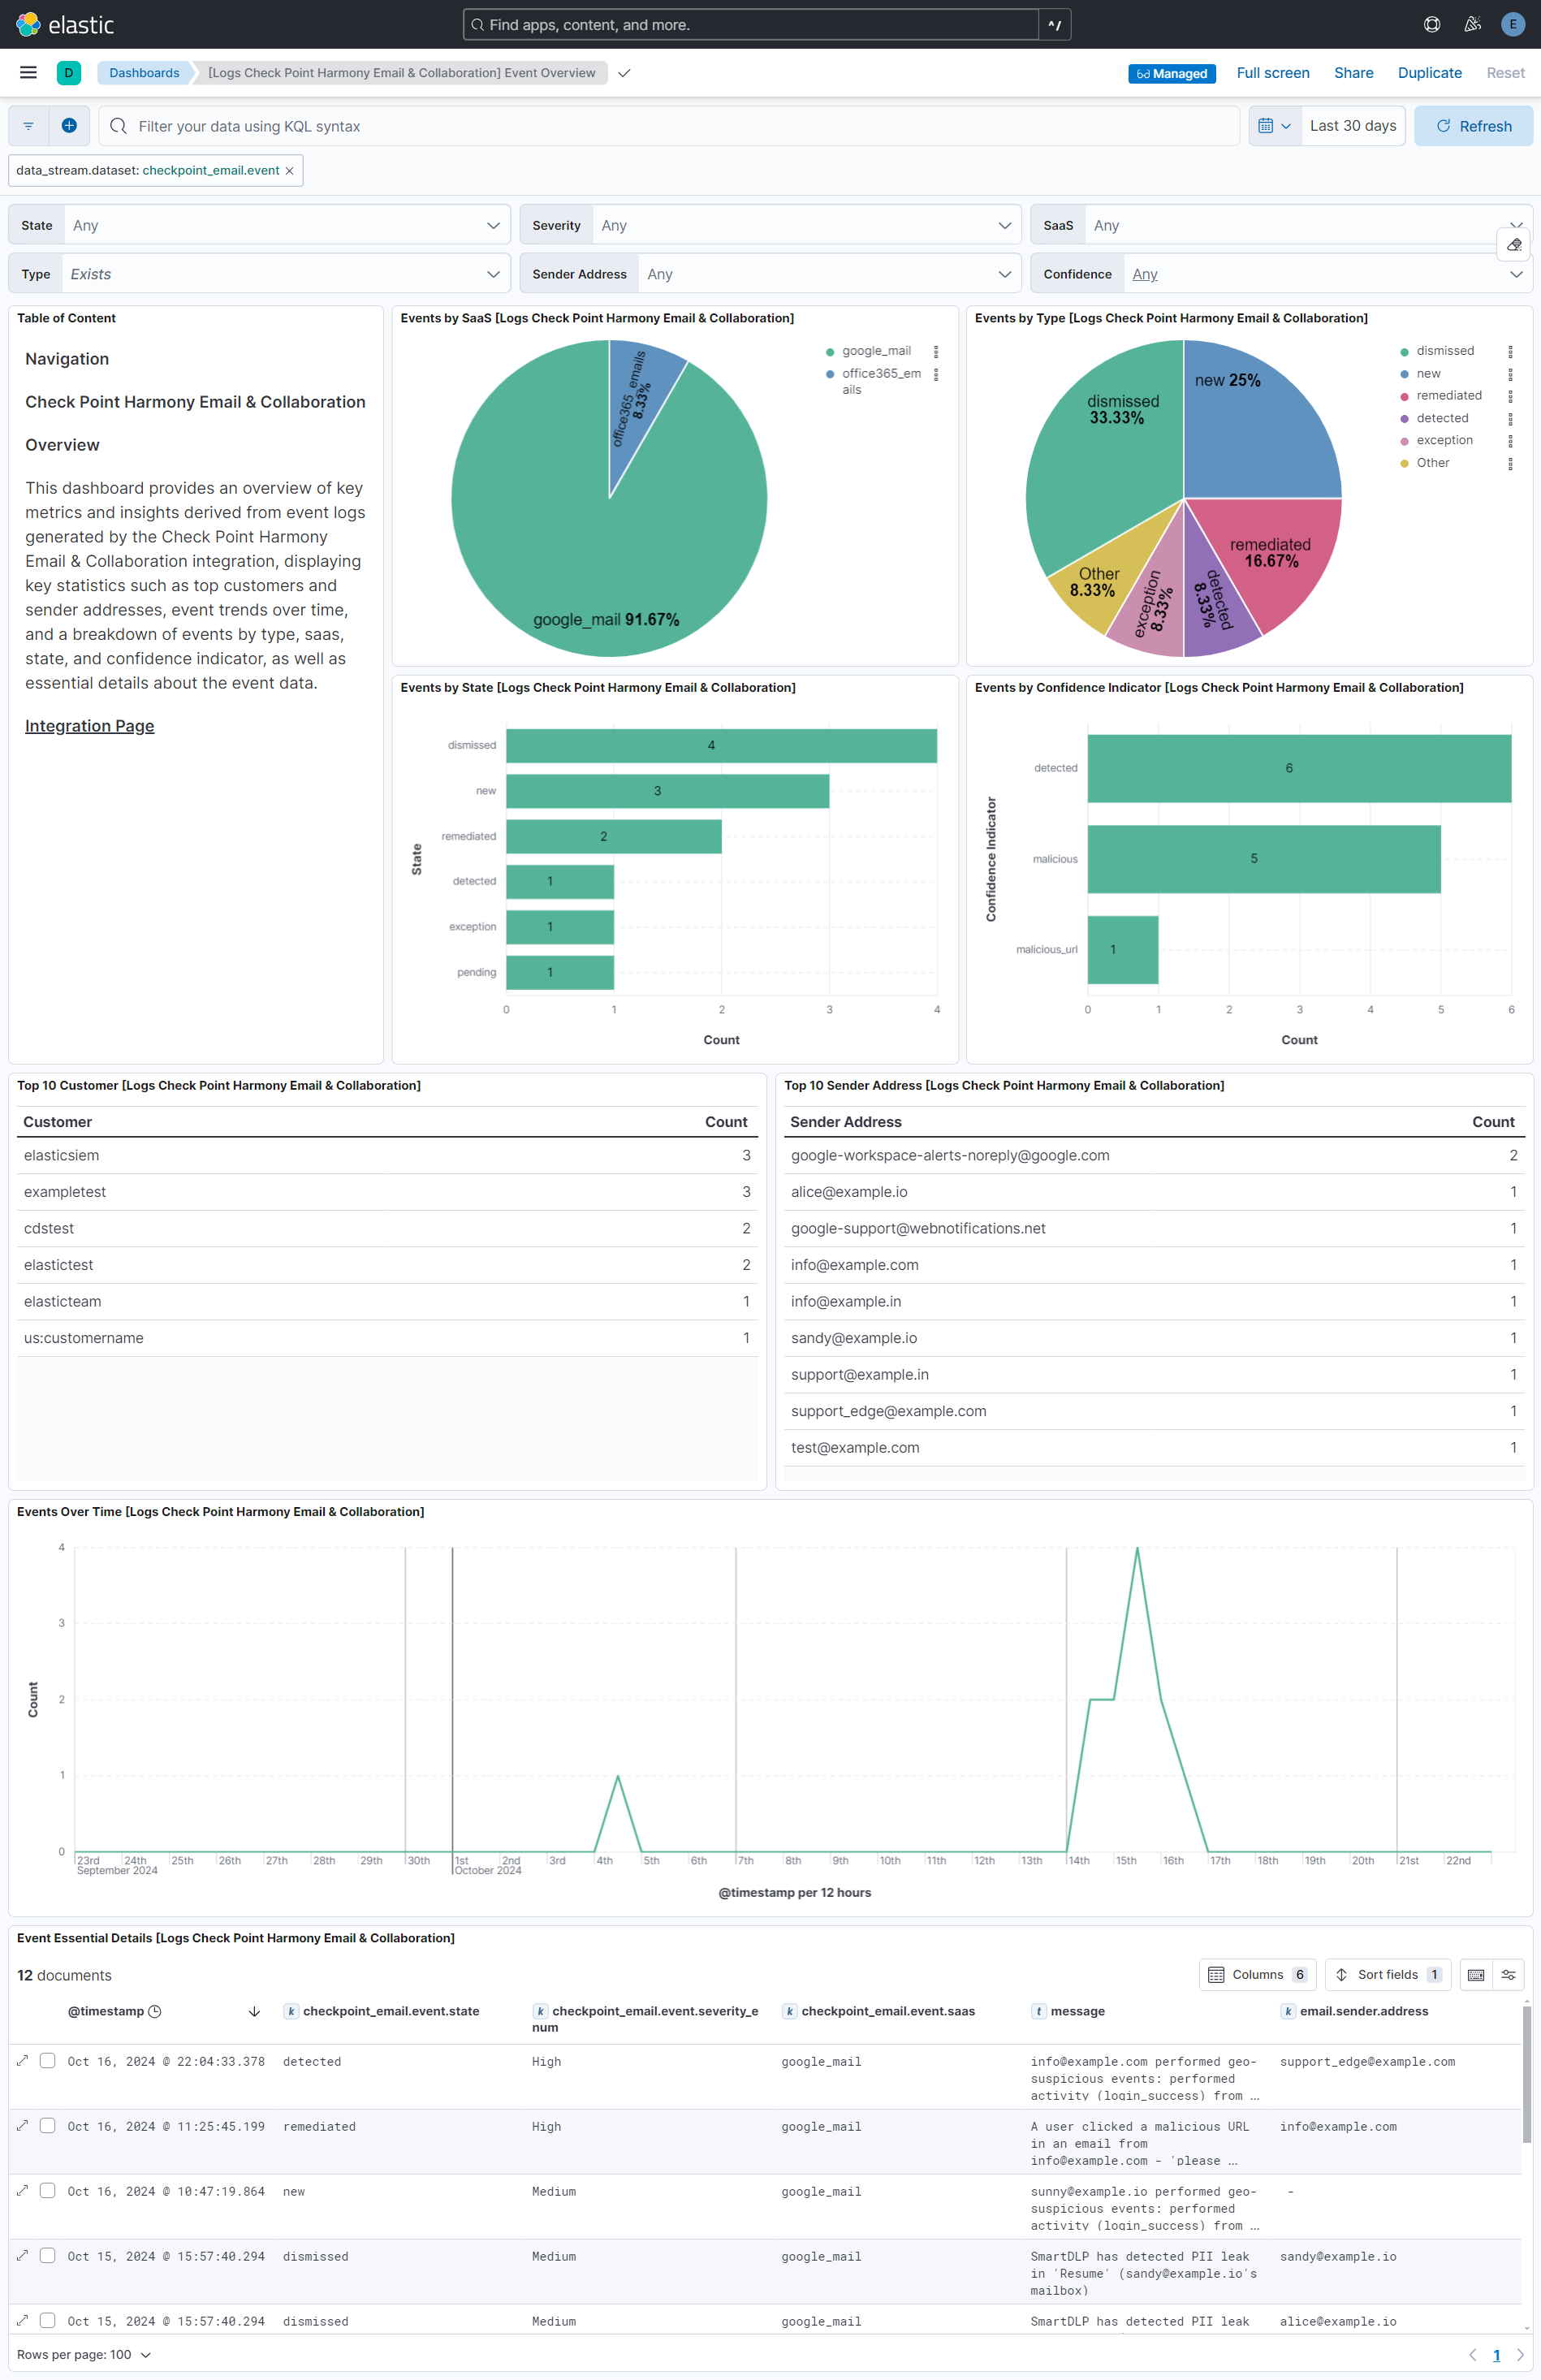 elastic
Find apps, content, and more.
^/
E
D
Dashboards
[Logs Check Point Harmony Email & Collaboration] Event Overview
Managed
Full screen
Share
Duplicate
Reset
Filter your data using KQL syntax
Last 30 days
Refresh
data_stream.dataset: checkpoint_email.event
State Any
Severity Any
SaaS Any
Type Exists
Sender Address Any
Confidence Any
Table of Content
Navigation
Check Point Harmony Email & Collaboration
Overview
This dashboard provides an overview of key
metrics and insights derived from event logs
generated by the Check Point Harmony
Email & Collaboration integration, displaying
key statistics such as top customers and
sender addresses, event trends over time,
and a breakdown of events by type, saas,
state, and confidence indicator, as well as
essential details about the event data.
Integration Page
Events by SaaS [Logs Check Point Harmony Email & Collaboration]
office365_emails
8.33%
google_mail 91.67%
google_mail
office365_em
ails
Events by Type [Logs Check Point Harmony Email & Collaboration]
new 25%
dismissed
33.33%
remediated
16.67%
Other
8.33%
exception
8.33%
detected
8.33%
dismissed
new
remediated
detected
exception
Other
Events by State [Logs Check Point Harmony Email & Collaboration]
State
dismissed 4
new 3
remediated 2
detected 1
exception 1
pending 1
0 1 2 3 4
Count
Events by Confidence Indicator [Logs Check Point Harmony Email & Collaboration]
Confidence Indicator
detected 6
malicious 5
malicious_url 1
0 1 2 3 4 5 6
Count
Top 10 Customer [Logs Check Point Harmony Email & Collaboration]
Customer Count
elasticsiem 3
exampletest 3
cdstest 2
elastictest 2
elasticteam 1
us:customername 1
Top 10 Sender Address [Logs Check Point Harmony Email & Collaboration]
Sender Address Count
google-workspace-alerts-noreply@google.com 2
alice@example.io 1
google-support@webnotifications.net 1
info@example.com 1
info@example.in 1
sandy@example.io 1
support@example.in 1
support_edge@example.com 1
test@example.com 1
Events Over Time [Logs Check Point Harmony Email & Collaboration]
Count
4
3
2
1
0
23rd 24th 25th 26th 27th 28th 29th 30th 1st 2nd 3rd 4th 5th 6th 7th 8th 9th 10th 11th 12th 13th 14th 15th 16th 17th 18th 19th 20th 21st 22nd
September 2024 October 2024
@timestamp per 12 hours
Event Essential Details [Logs Check Point Harmony Email & Collaboration]
12 documents
Columns 6
Sort fields 1
@timestamp k checkpoint_email.event.state k checkpoint_email.event.severity_e k checkpoint_email.event.saas t message k email.sender.address
num
Oct 16, 2024 @ 22:04:33.378 detected High google_mail info@example.com performed geo- support_edge@example.com
suspicious events: performed
activity (login_success) from ...
Oct 16, 2024 @ 11:25:45.199 remediated High google_mail A user clicked a malicious URL info@example.com
in an email from
info@example.com - 'please ...
Oct 16, 2024 @ 10:47:19.864 new Medium google_mail sunny@example.io performed geo- -
suspicious events: performed
activity (login_success) from ...
Oct 15, 2024 @ 15:57:40.294 dismissed Medium google_mail SmartDLP has detected PII leak sandy@example.io
in 'Resume' (sandy@example.io's
mailbox)
Oct 15, 2024 @ 15:57:40.294 dismissed Medium google_mail SmartDLP has detected PII leak alice@example.io
Rows per page: 100
1